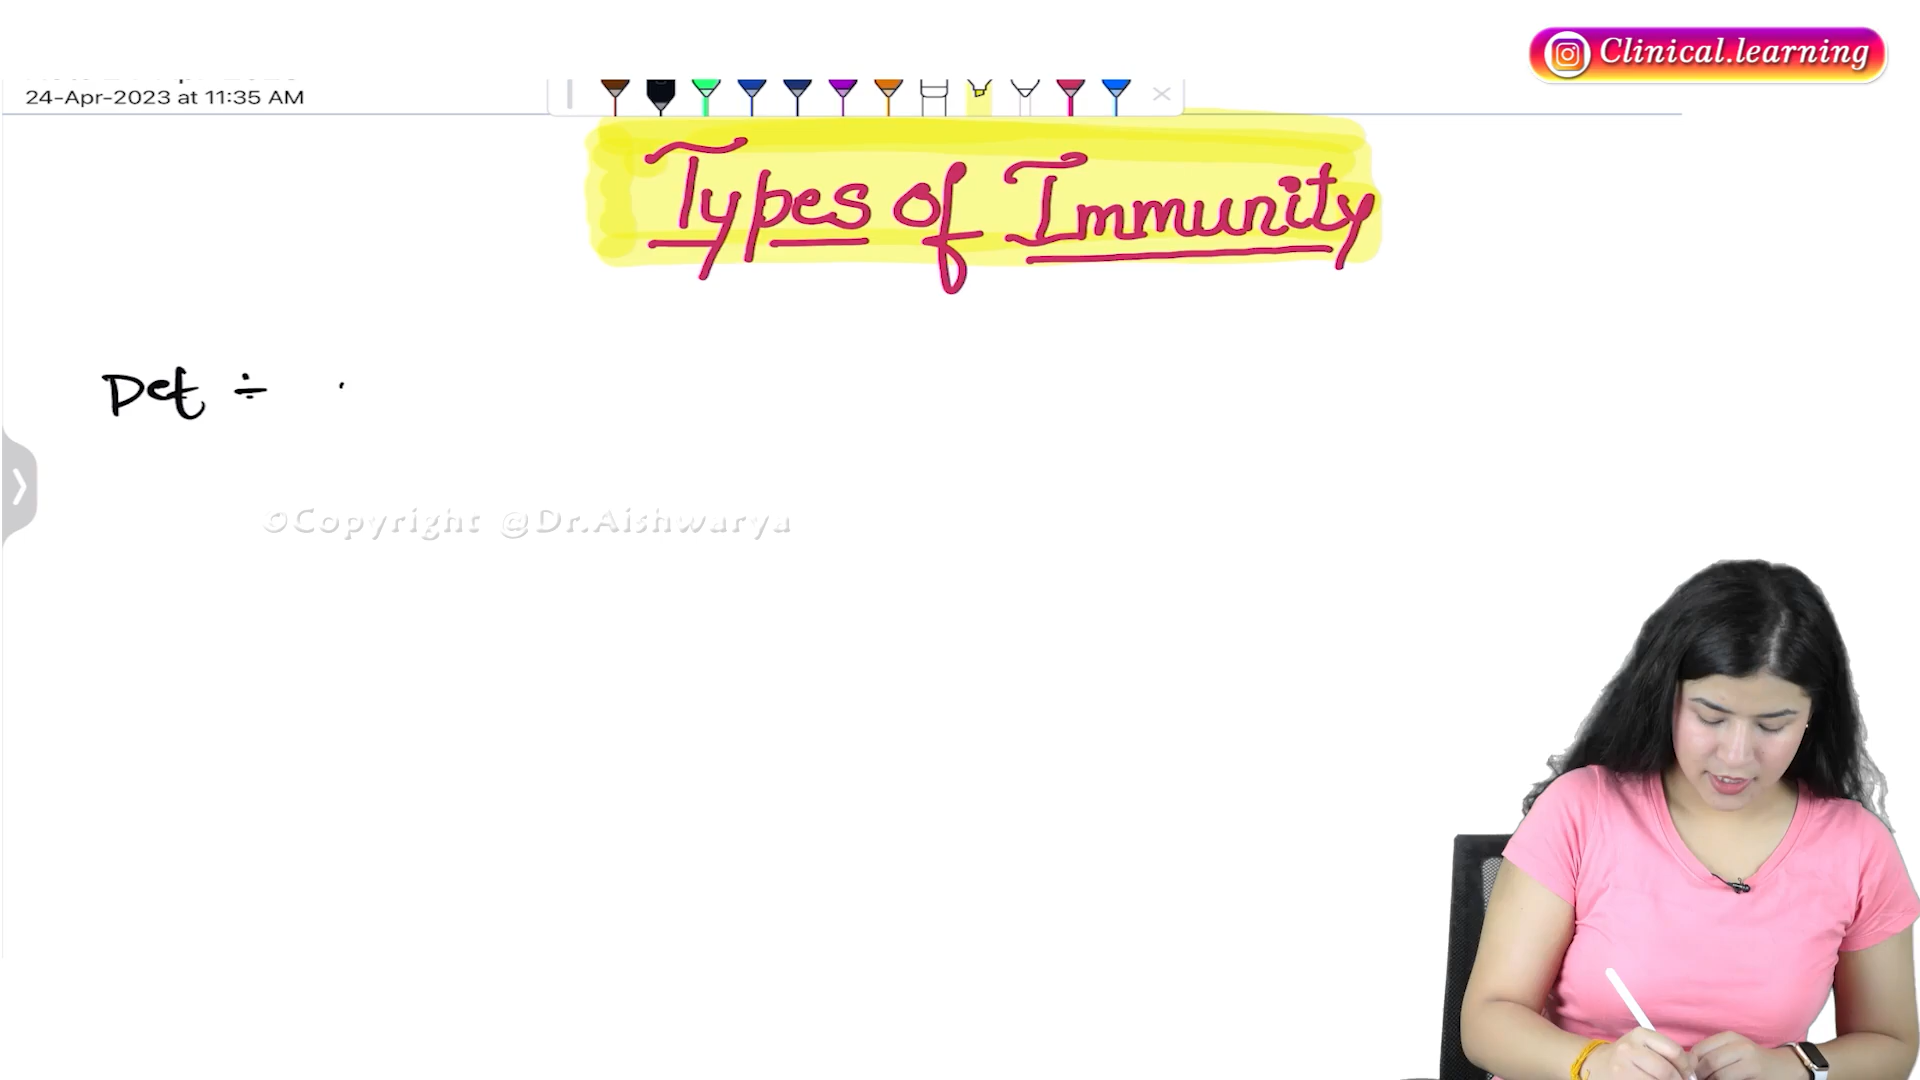 Clinical.learning
24-Apr-2023 at 11:35 AM
Types of Immunity
Def ÷
©Copyright @Dr.Aishwarya